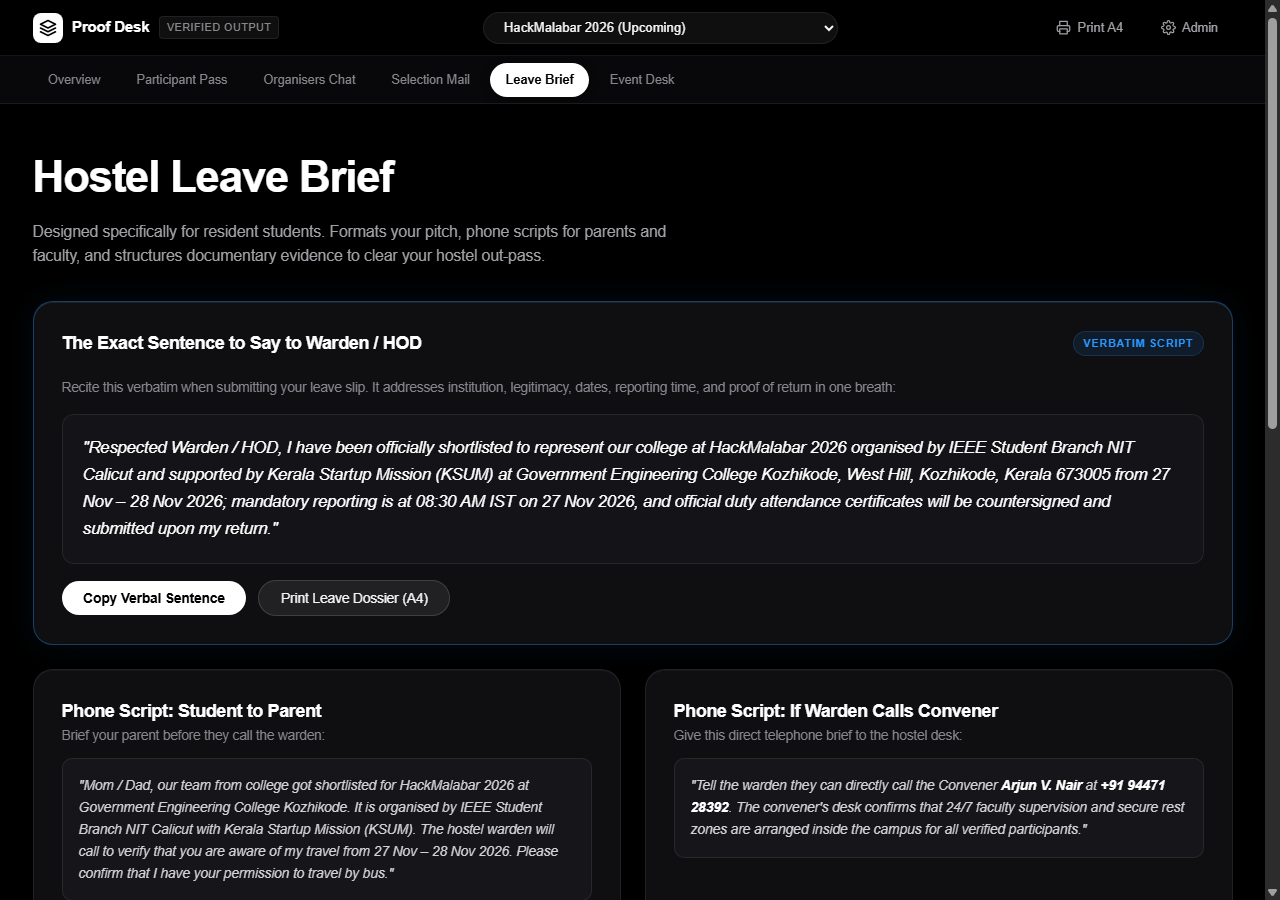 Proof Desk
VERIFIED OUTPUT
HackMalabar 2026 (Upcoming)
Print A4
Admin
Overview
Participant Pass
Organisers Chat
Selection Mail
Leave Brief
Event Desk
Hostel Leave Brief
Designed specifically for resident students. Formats your pitch, phone scripts for parents and
faculty, and structures documentary evidence to clear your hostel out-pass.
The Exact Sentence to Say to Warden / HOD
VERBATIM SCRIPT
Recite this verbatim when submitting your leave slip. It addresses institution, legitimacy, dates, reporting time, and proof of return in one breath:
"Respected Warden / HOD, I have been officially shortlisted to represent our college at HackMalabar 2026 organised by IEEE Student Branch NIT
Calicut and supported by Kerala Startup Mission (KSUM) at Government Engineering College Kozhikode, West Hill, Kozhikode, Kerala 673005 from 27
Nov – 28 Nov 2026; mandatory reporting is at 08:30 AM IST on 27 Nov 2026, and official duty attendance certificates will be countersigned and
submitted upon my return."
Copy Verbal Sentence
Print Leave Dossier (A4)
Phone Script: Student to Parent
Brief your parent before they call the warden:
"Mom / Dad, our team from college got shortlisted for HackMalabar 2026 at
Government Engineering College Kozhikode. It is organised by IEEE Student
Branch NIT Calicut with Kerala Startup Mission (KSUM). The hostel warden will
call to verify that you are aware of my travel from 27 Nov – 28 Nov 2026. Please
confirm that I have your permission to travel by bus."
Phone Script: If Warden Calls Convener
Give this direct telephone brief to the hostel desk:
"Tell the warden they can directly call the Convener Arjun V. Nair at +91 94471
28392. The convener's desk confirms that 24/7 faculty supervision and secure rest
zones are arranged inside the campus for all verified participants."